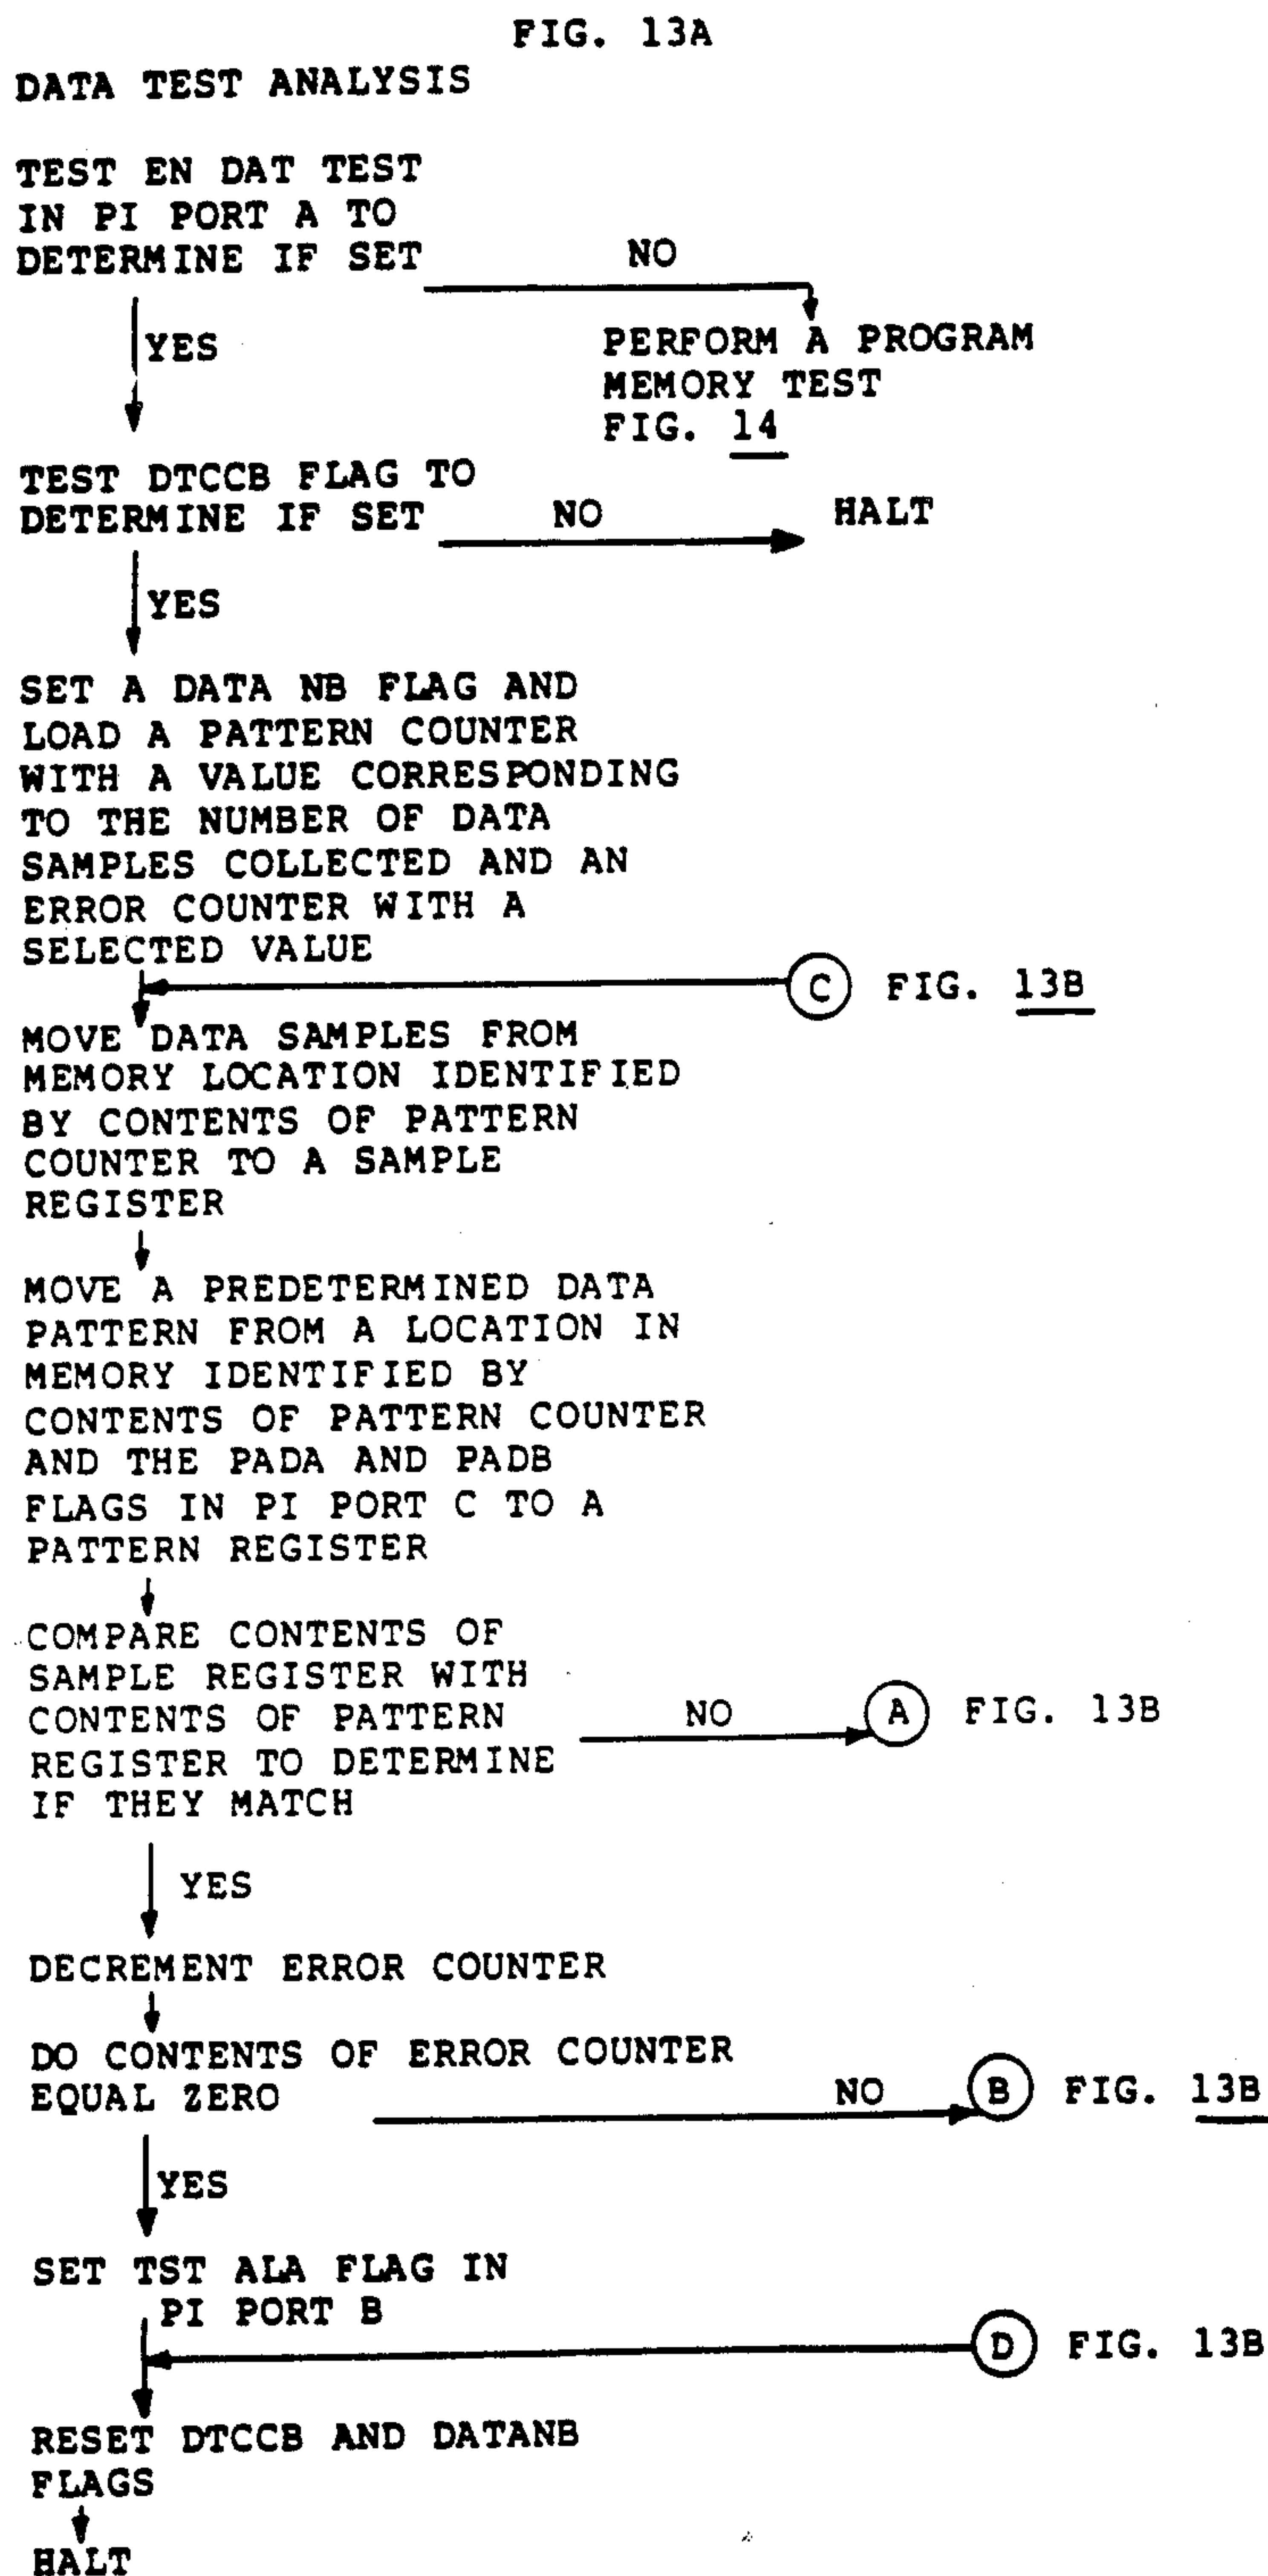 FIG. 13A
DATA TEST ANALYSIS
TEST EN DAT TEST
IN PI PORT A TO
DETERMINE IF SET
NO
YES
PERFORM A PROGRAM
MEMORY TEST
FIG. 14
TEST DTCCB FLAG TO
DETERMINE IF SET
NO
HALT
YES
SET A DATA NB FLAG AND
LOAD A PATTERN COUNTER
WITH A VALUE CORRESPONDING
TO THE NUMBER OF DATA
SAMPLES COLLECTED AND AN
ERROR COUNTER WITH A
SELECTED VALUE
C FIG. 13B
MOVE DATA SAMPLES FROM
MEMORY LOCATION IDENTIFIED
BY CONTENTS OF PATTERN
COUNTER TO A SAMPLE
REGISTER
MOVE A PREDETERMINED DATA
PATTERN FROM A LOCATION IN
MEMORY IDENTIFIED BY
CONTENTS OF PATTERN COUNTER
AND THE PADA AND PADB
FLAGS IN PI PORT C TO A
PATTERN REGISTER
COMPARE CONTENTS OF
SAMPLE REGISTER WITH
CONTENTS OF PATTERN
REGISTER TO DETERMINE
IF THEY MATCH
NO
A FIG. 13B
YES
DECREMENT ERROR COUNTER
DO CONTENTS OF ERROR COUNTER
EQUAL ZERO
NO
B FIG. 13B
YES
SET TST ALA FLAG IN
PI PORT B
D FIG. 13B
RESET DTCCB AND DATANB
FLAGS
HALT